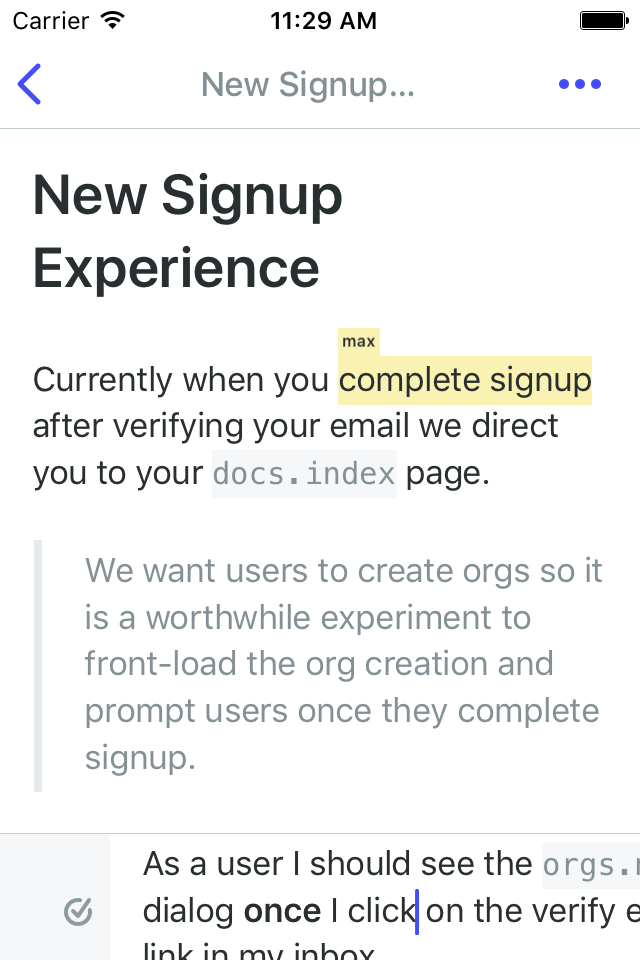 Carrier 11:29 AM
New Signup...
New Signup
Experience
max
Currently when you complete signup
after verifying your email we direct
you to your docs.index page.
We want users to create orgs so it
is a worthwhile experiment to
front-load the org creation and
prompt users once they complete
signup.
As a user I should see the orgs.
dialog once I click on the verify
link in my inbox